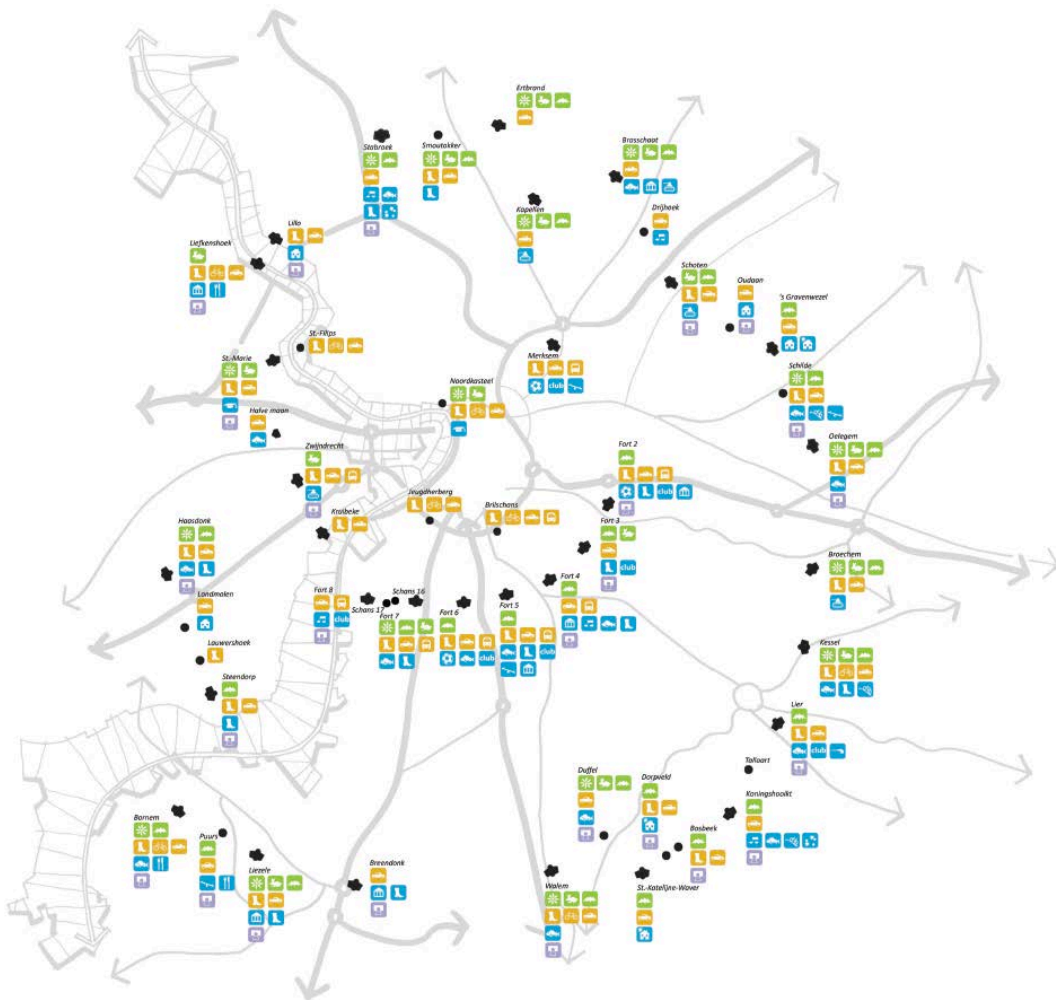 Ertbrand
Stabroek
Smoutakker
Brasschaat
Kapellen
Drijhoek
Lillo
Liefkenshoek
Schoten
Oudaan
's Gravenwezel
St.-Filips
Merksem
St.-Marie
Schilde
Noordkasteel
club
Halve maan
Oelegem
Zwijndrecht
Fort 2
club
Jeugdherberg
Brilschans
Kruibeke
Haasdonk
Fort 3
club
Broechem
Fort 4
Landmolen
Fort 8
club
Schans 17
Schans 16
Fort 7
Fort 6
club
Fort 5
club
Lauwershoek
Kessel
Steendorp
Lier
club
Tallaart
Duffel
Dorpveld
Koningshooikt
Bornem
Puurs
Bosbeek
Liezele
Breendonk
Walem
St.-Katelijne-Waver